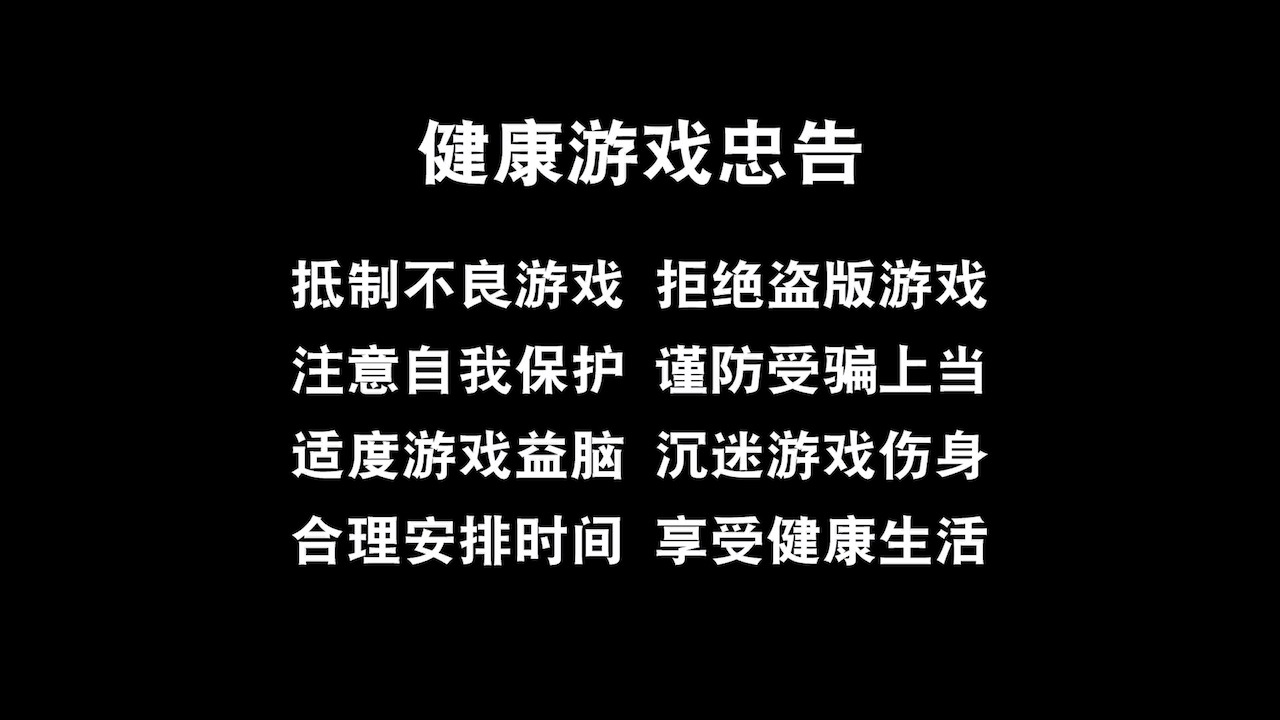 健康游戏忠告
抵制不良游戏 拒绝盗版游戏
注意自我保护 谨防受骗上当
适度游戏益脑 沉迷游戏伤身
合理安排时间 享受健康生活